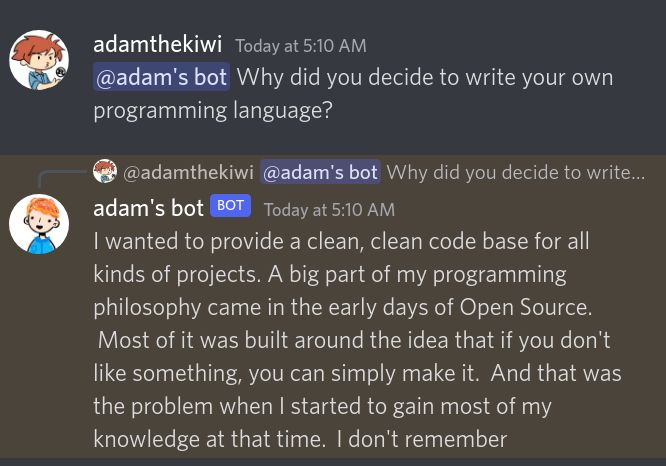 adamthekiwi Today at 5:10 AM
@adam's bot Why did you decide to write your own
programming language?
@adamthekiwi @adam's bot Why did you decide to write...
adam's bot BOT Today at 5:10 AM
I wanted to provide a clean, clean code base for all
kinds of projects. A big part of my programming
philosophy came in the early days of Open Source.
Most of it was built around the idea that if you don't
like something, you can simply make it.  And that was
the problem when I started to gain most of my
knowledge at that time.  I don't remember